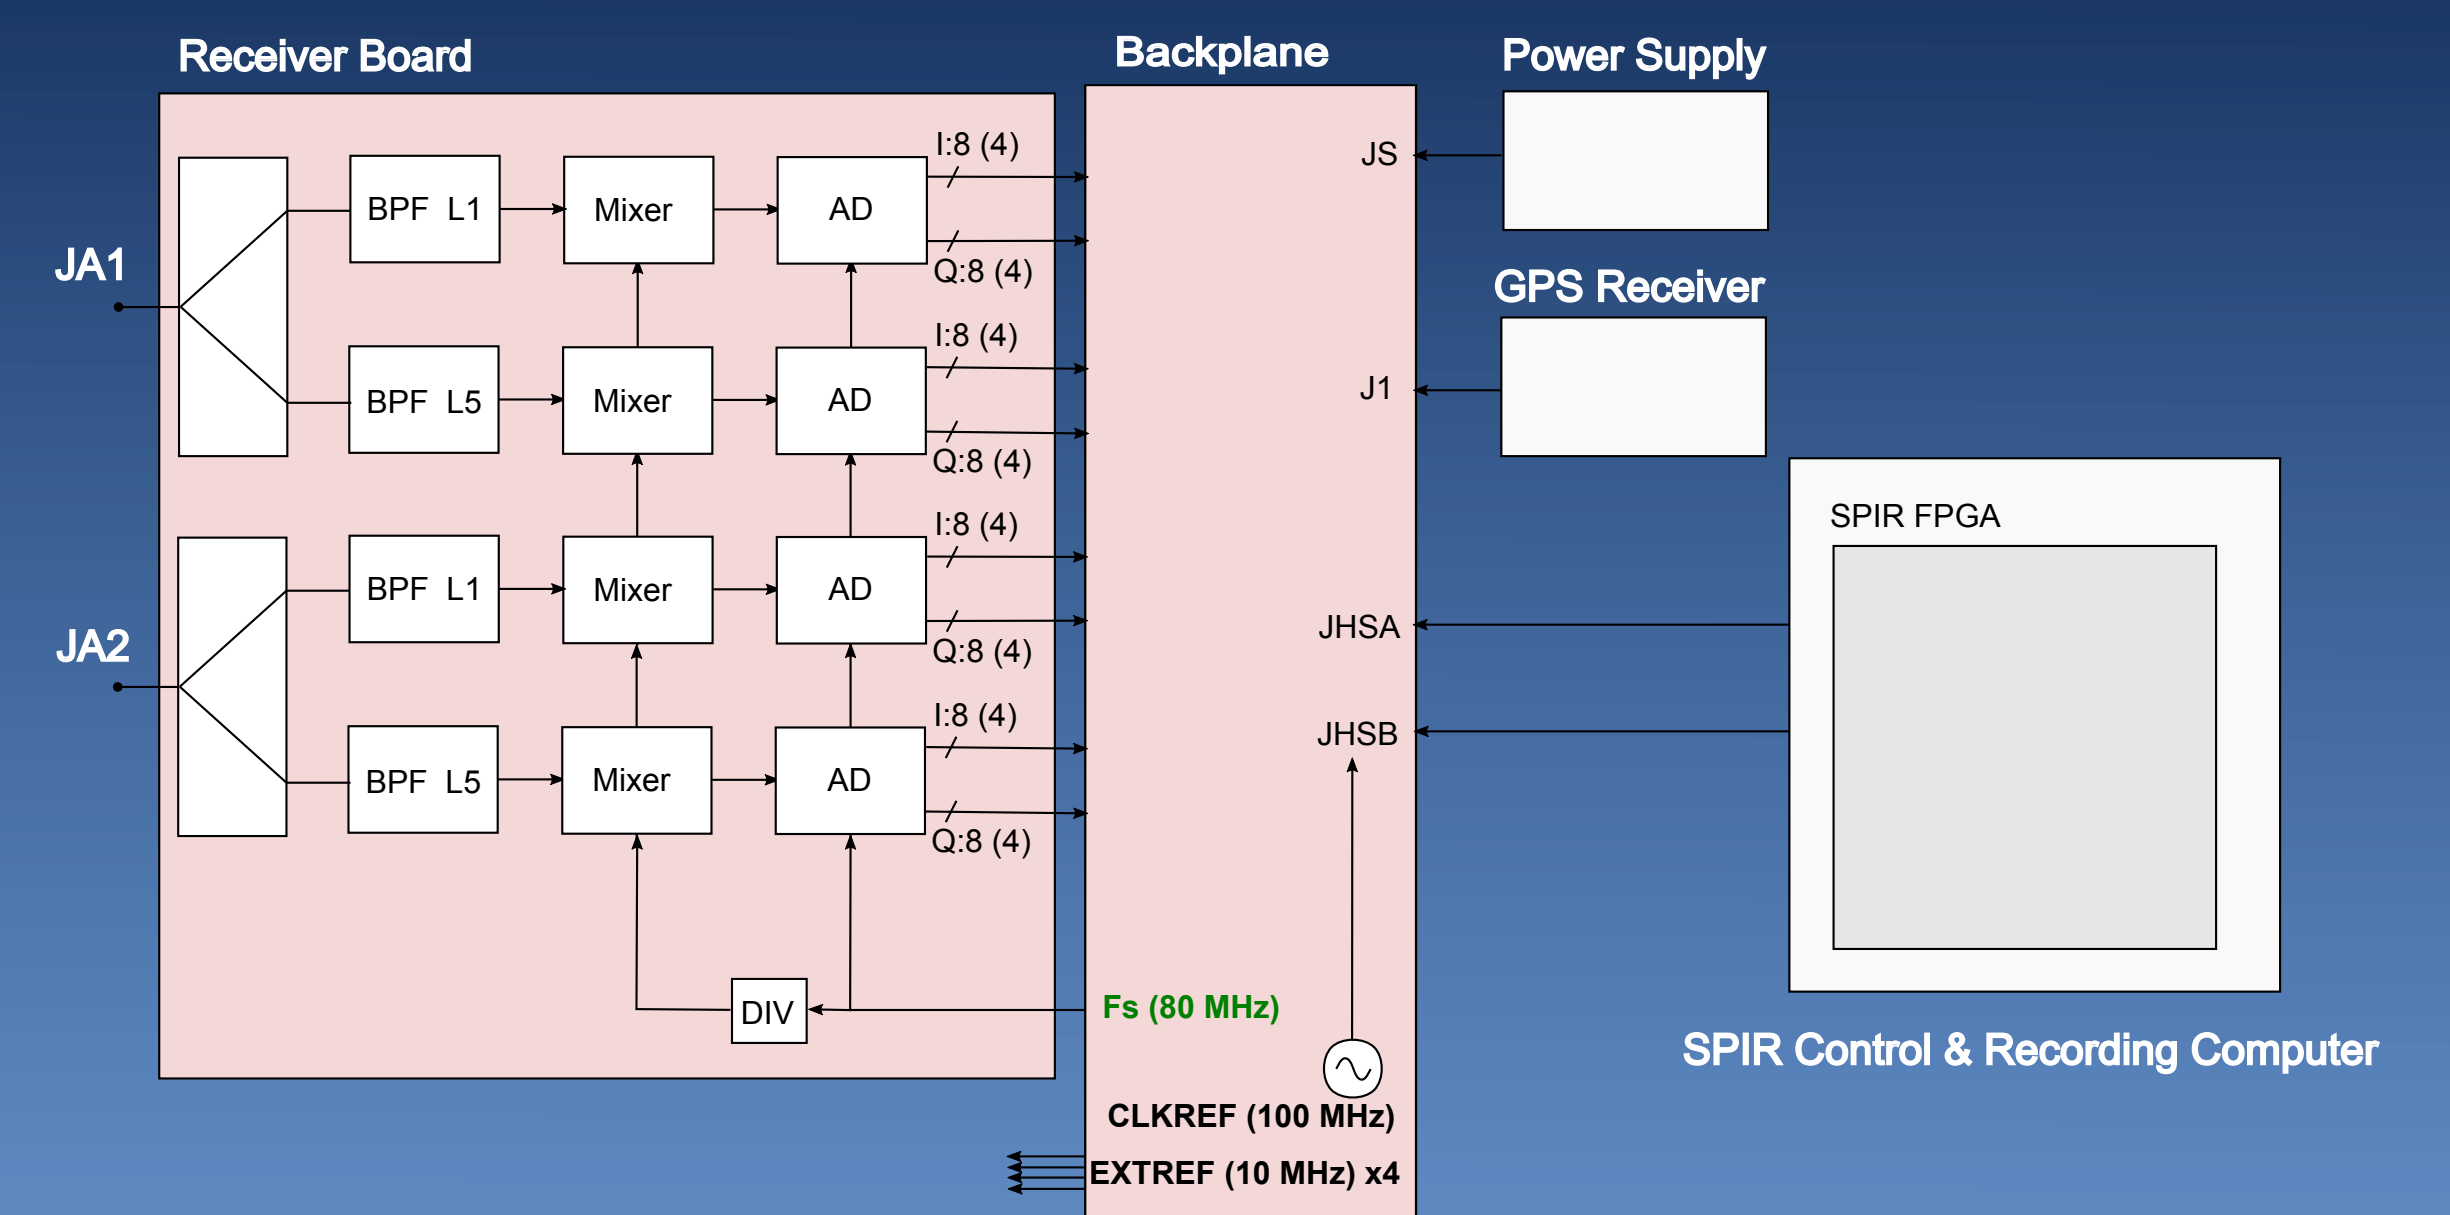 Receiver Board
Backplane
Power Supply
I:8 (4)
JS
BPF L1
Mixer
AD
JA1
Q:8 (4)
GPS Receiver
I:8 (4)
J1
BPF L5
Mixer
AD
Q:8 (4)
I:8 (4)
SPIR FPGA
BPF L1
Mixer
AD
JHSA
JA2
Q:8 (4)
I:8 (4)
JHSB
BPF L5
Mixer
AD
Q:8 (4)
DIV
Fs (80 MHz)
SPIR Control & Recording Computer
CLKREF (100 MHz)
EXTREF (10 MHz) x4